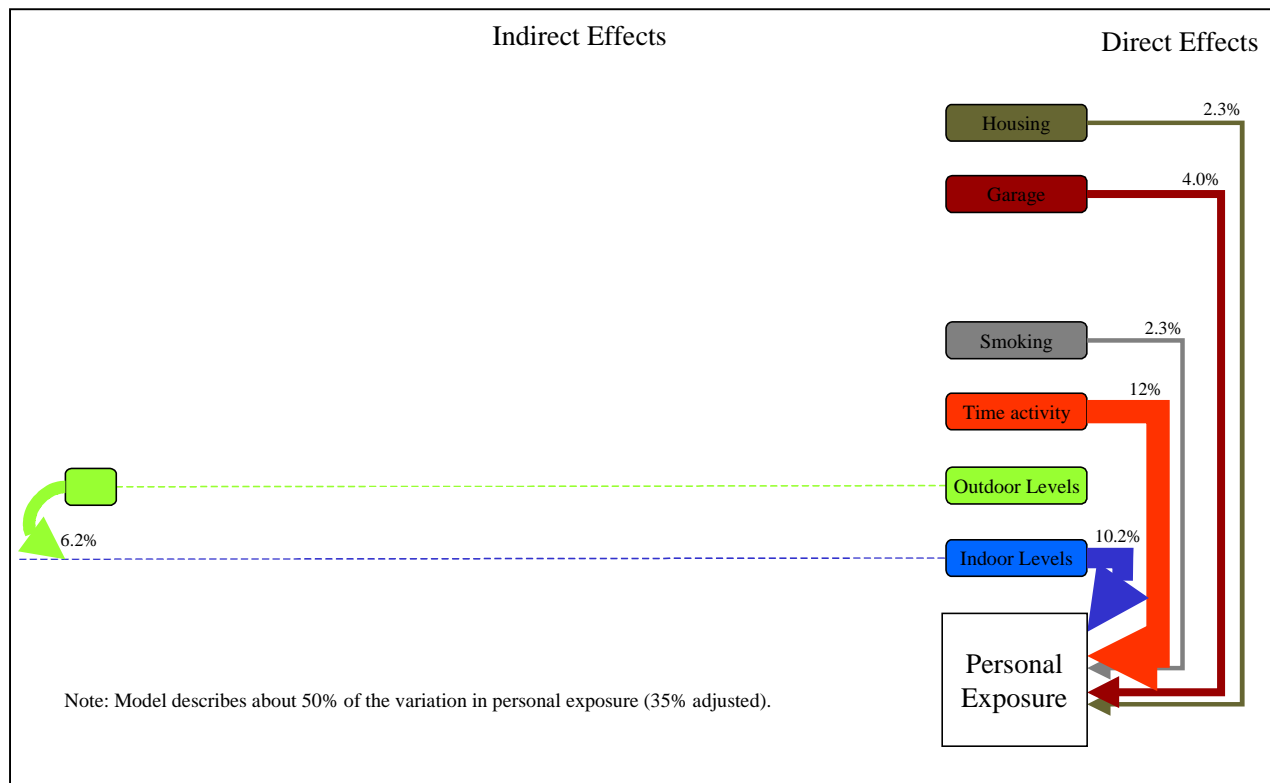 Indirect Effects
Direct Effects
Housing
2.3%
Garage
4.0%
Smoking
2.3%
Time activity
12%
Outdoor Levels
6.2%
Indoor Levels
10.2%
Personal
Exposure
Note: Model describes about 50% of the variation in personal exposure (35% adjusted).